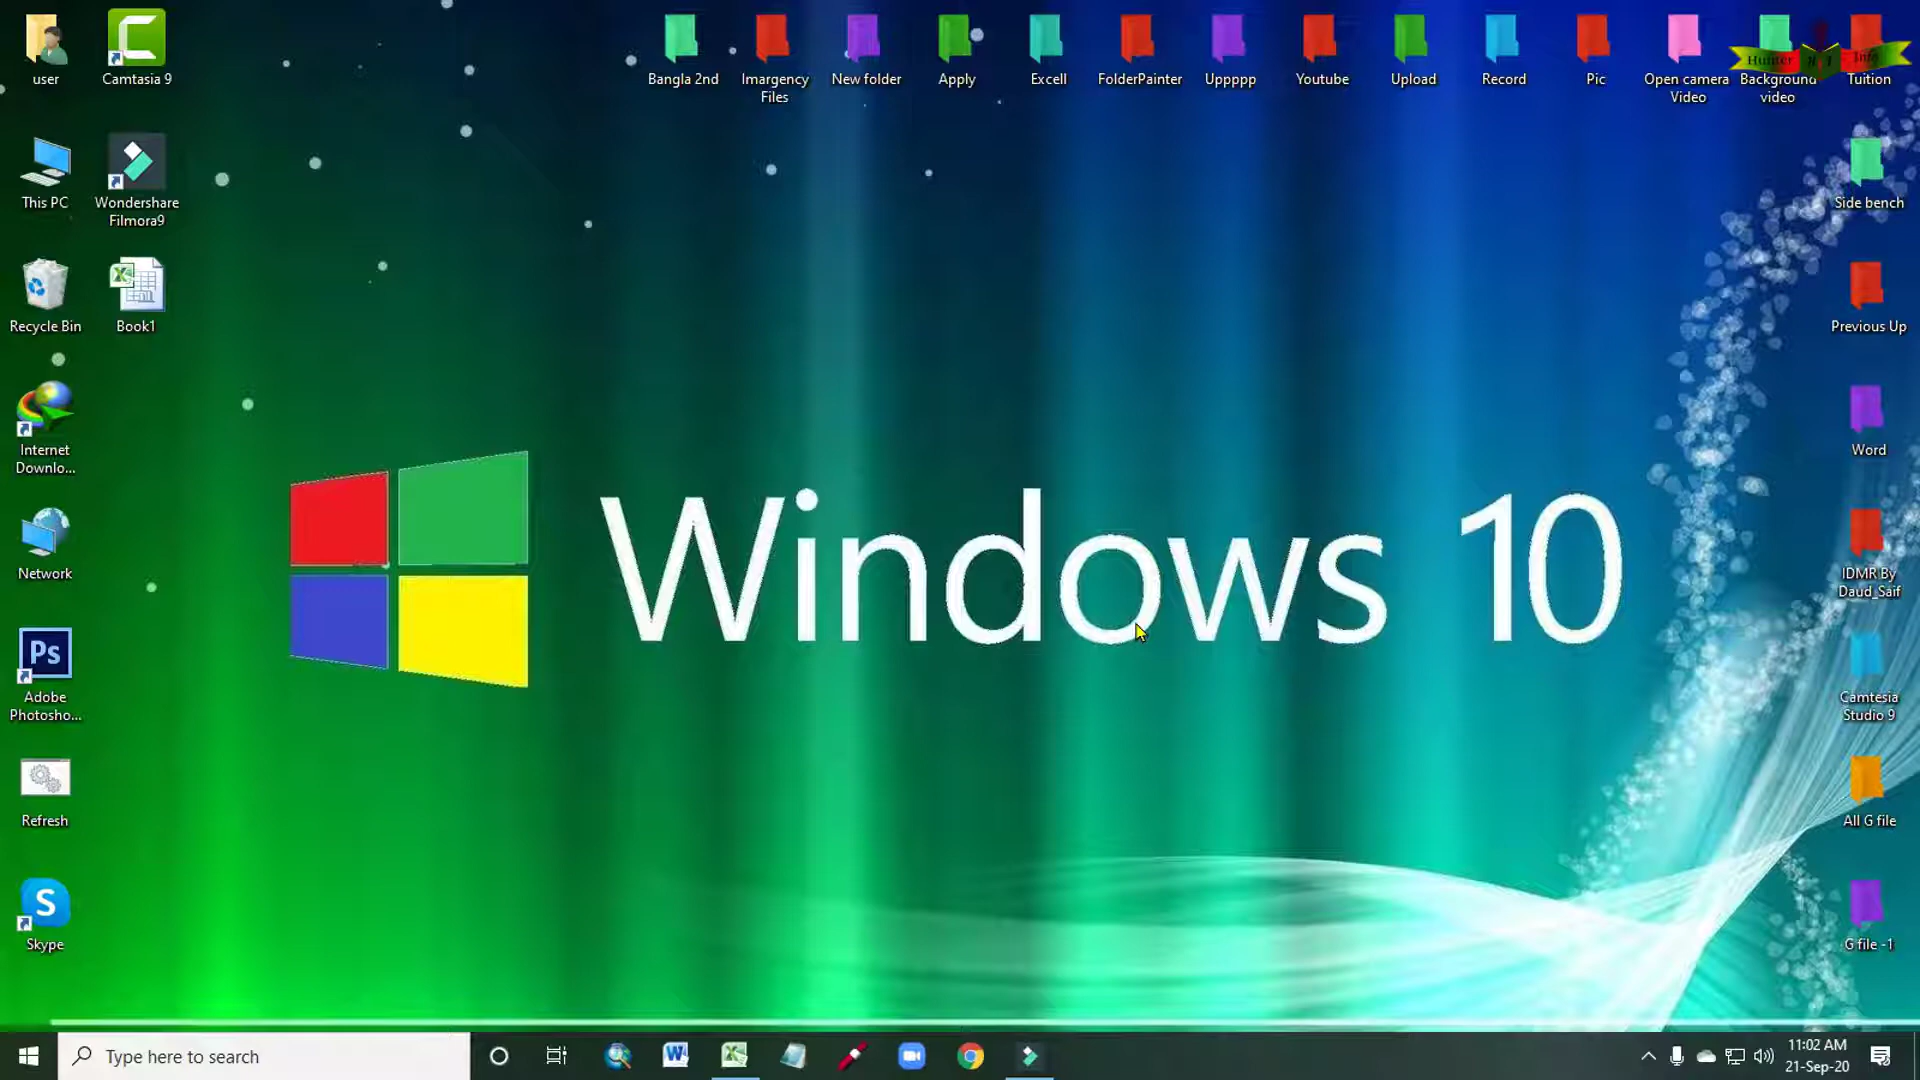 user
Camtasia 9
Bangla 2nd
Imargency
Files
New folder
Apply
Excell
FolderPainter
Uppppp
Youtube
Upload
Record
Pic
Open camera
Video
Background
video
Tuition
Hunter
Info
This PC
Wondershare
Filmora9
Side bench
Recycle Bin
Book1
Previous Up
Internet
Downlo...
Word
Windows 10
Network
IDMR By
Daud_Saif
Ps
Adobe
Photosho...
Camtesia
Studio 9
Refresh
All G file
S
Skype
G file -1
Type here to search
11:02 AM
21-Sep-20